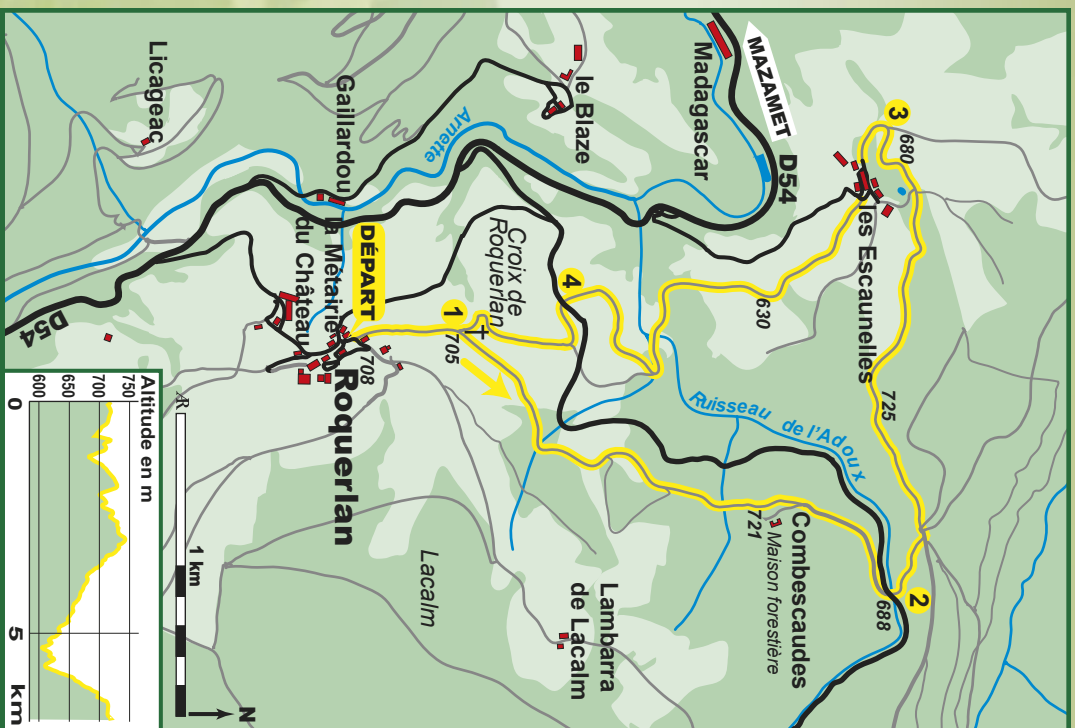 Licageac
Gaillardou
le Blaze
Madagascar
MAZAMET
D54
Arnette
3
680
les Escaunelles
la Métairie
du Château
DÉPART
Croix de
Roquerlan
1
705
4
630
725
Ruisseau de l'Adoux
708
Roquerlan
D54
Combescaudes
Maison forestière
721
2
688
Lacalm
Lambarra
de Lacalm
1 km
N
Altitude en m
750
700
650
600
0
5
km